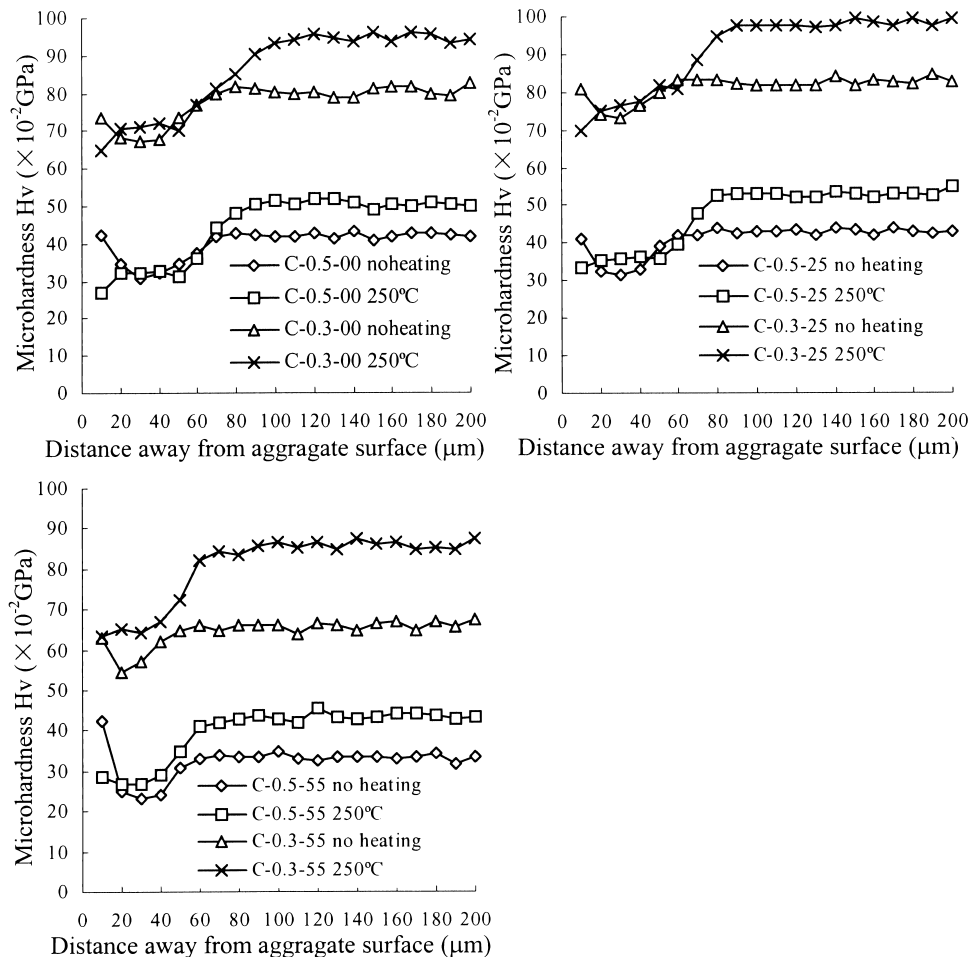 Microhardness Hv (×10⁻²GPa)
100
90
80
70
60
50
40
30
20
10
0
C-0.5-00 noheating
C-0.5-00 250ºC
C-0.3-00 noheating
C-0.3-00 250ºC
0 20 40 60 80 100 120 140 160 180 200
Distance away from aggragate surface (μm)
Microhardness Hv (×10⁻²GPa)
100
90
80
70
60
50
40
30
20
10
0
C-0.5-25 no heating
C-0.5-25 250ºC
C-0.3-25 no heating
C-0.3-25 250ºC
0 20 40 60 80 100 120 140 160 180 200
Distance away from aggragate surface (μm)
Microhardness Hv (×10⁻²GPa)
100
90
80
70
60
50
40
30
20
10
0
C-0.5-55 no heating
C-0.5-55 250ºC
C-0.3-55 no heating
C-0.3-55 250ºC
0 20 40 60 80 100 120 140 160 180 200
Distance away from aggragate surface (μm)